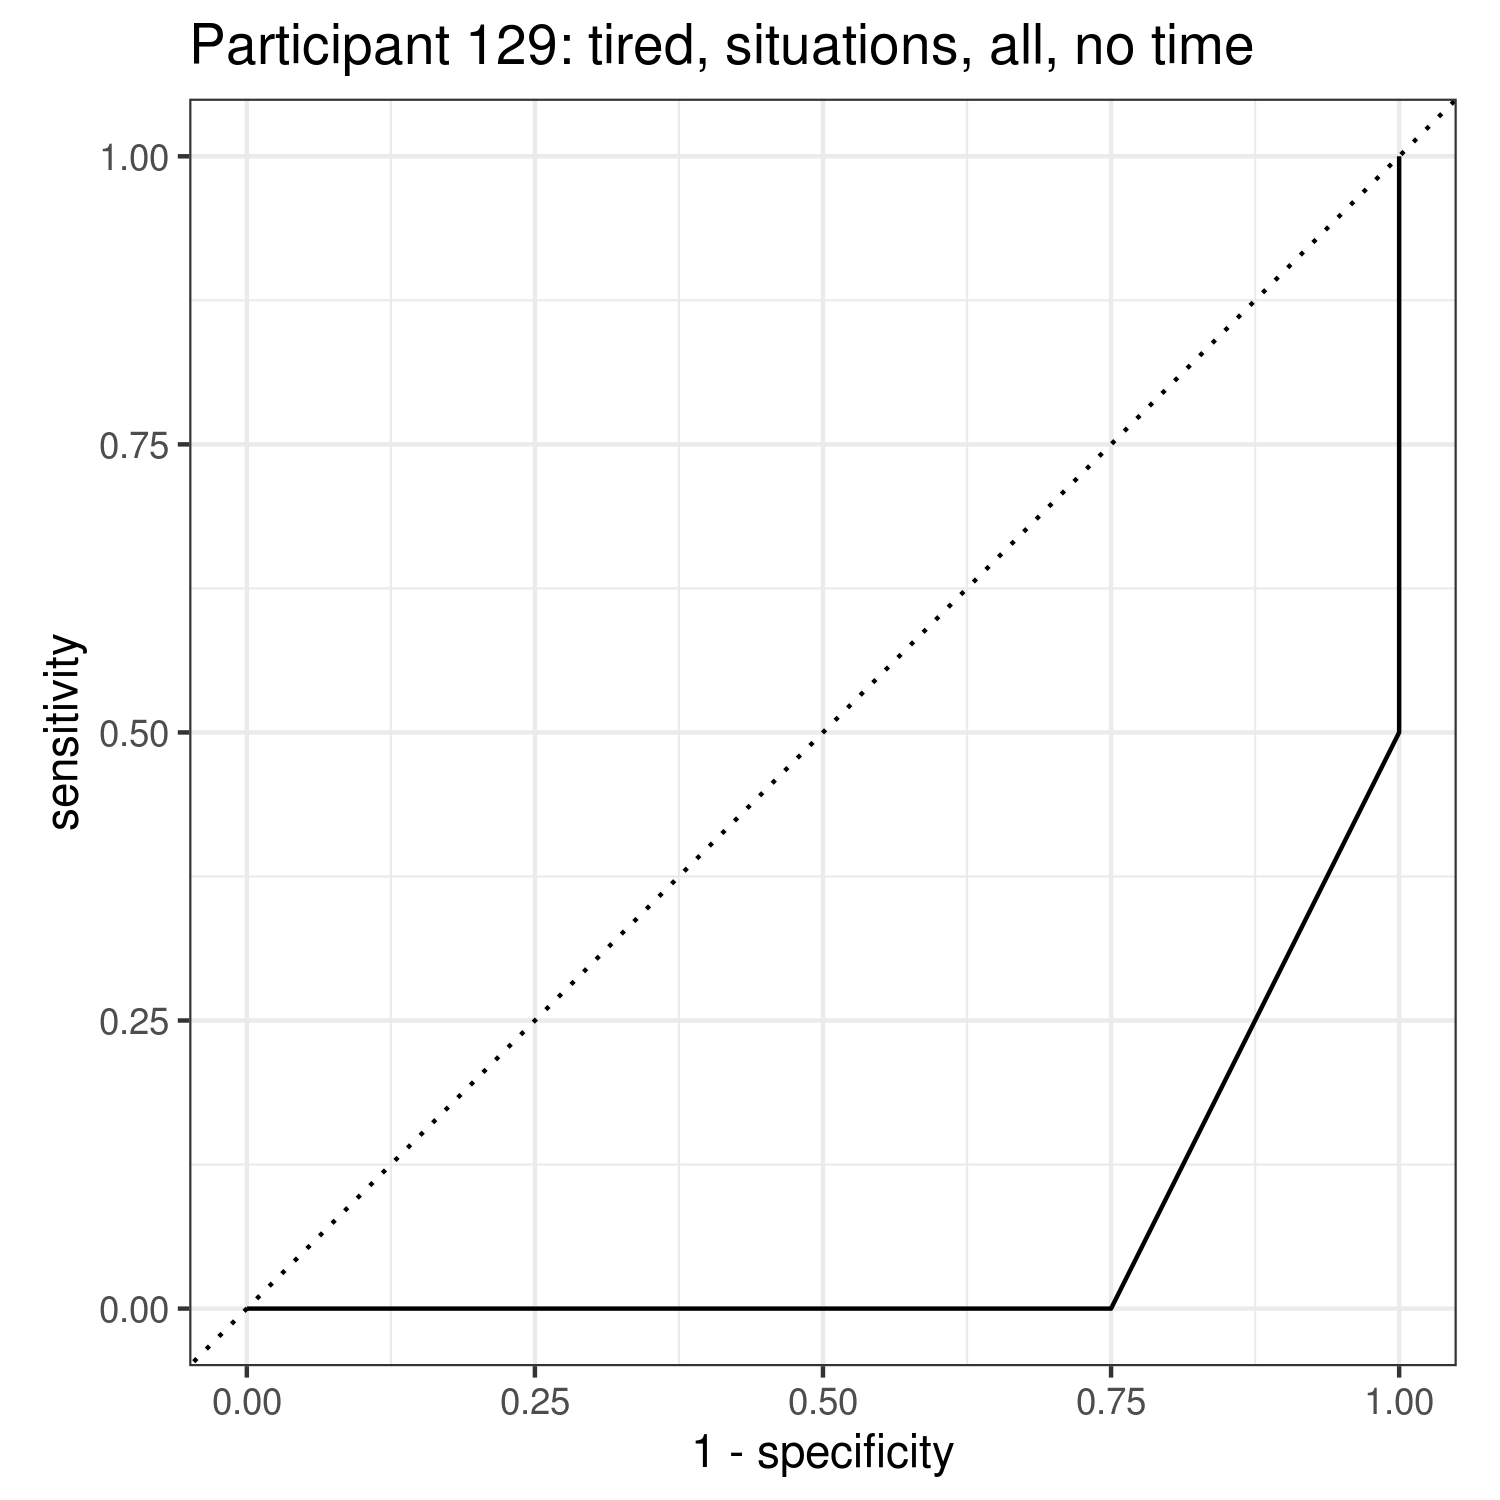 Participant 129: tired, situations, all, no time
1.00
0.75
0.50
0.25
0.00
sensitivity
0.00 0.25 0.50 0.75 1.00
1 - specificity